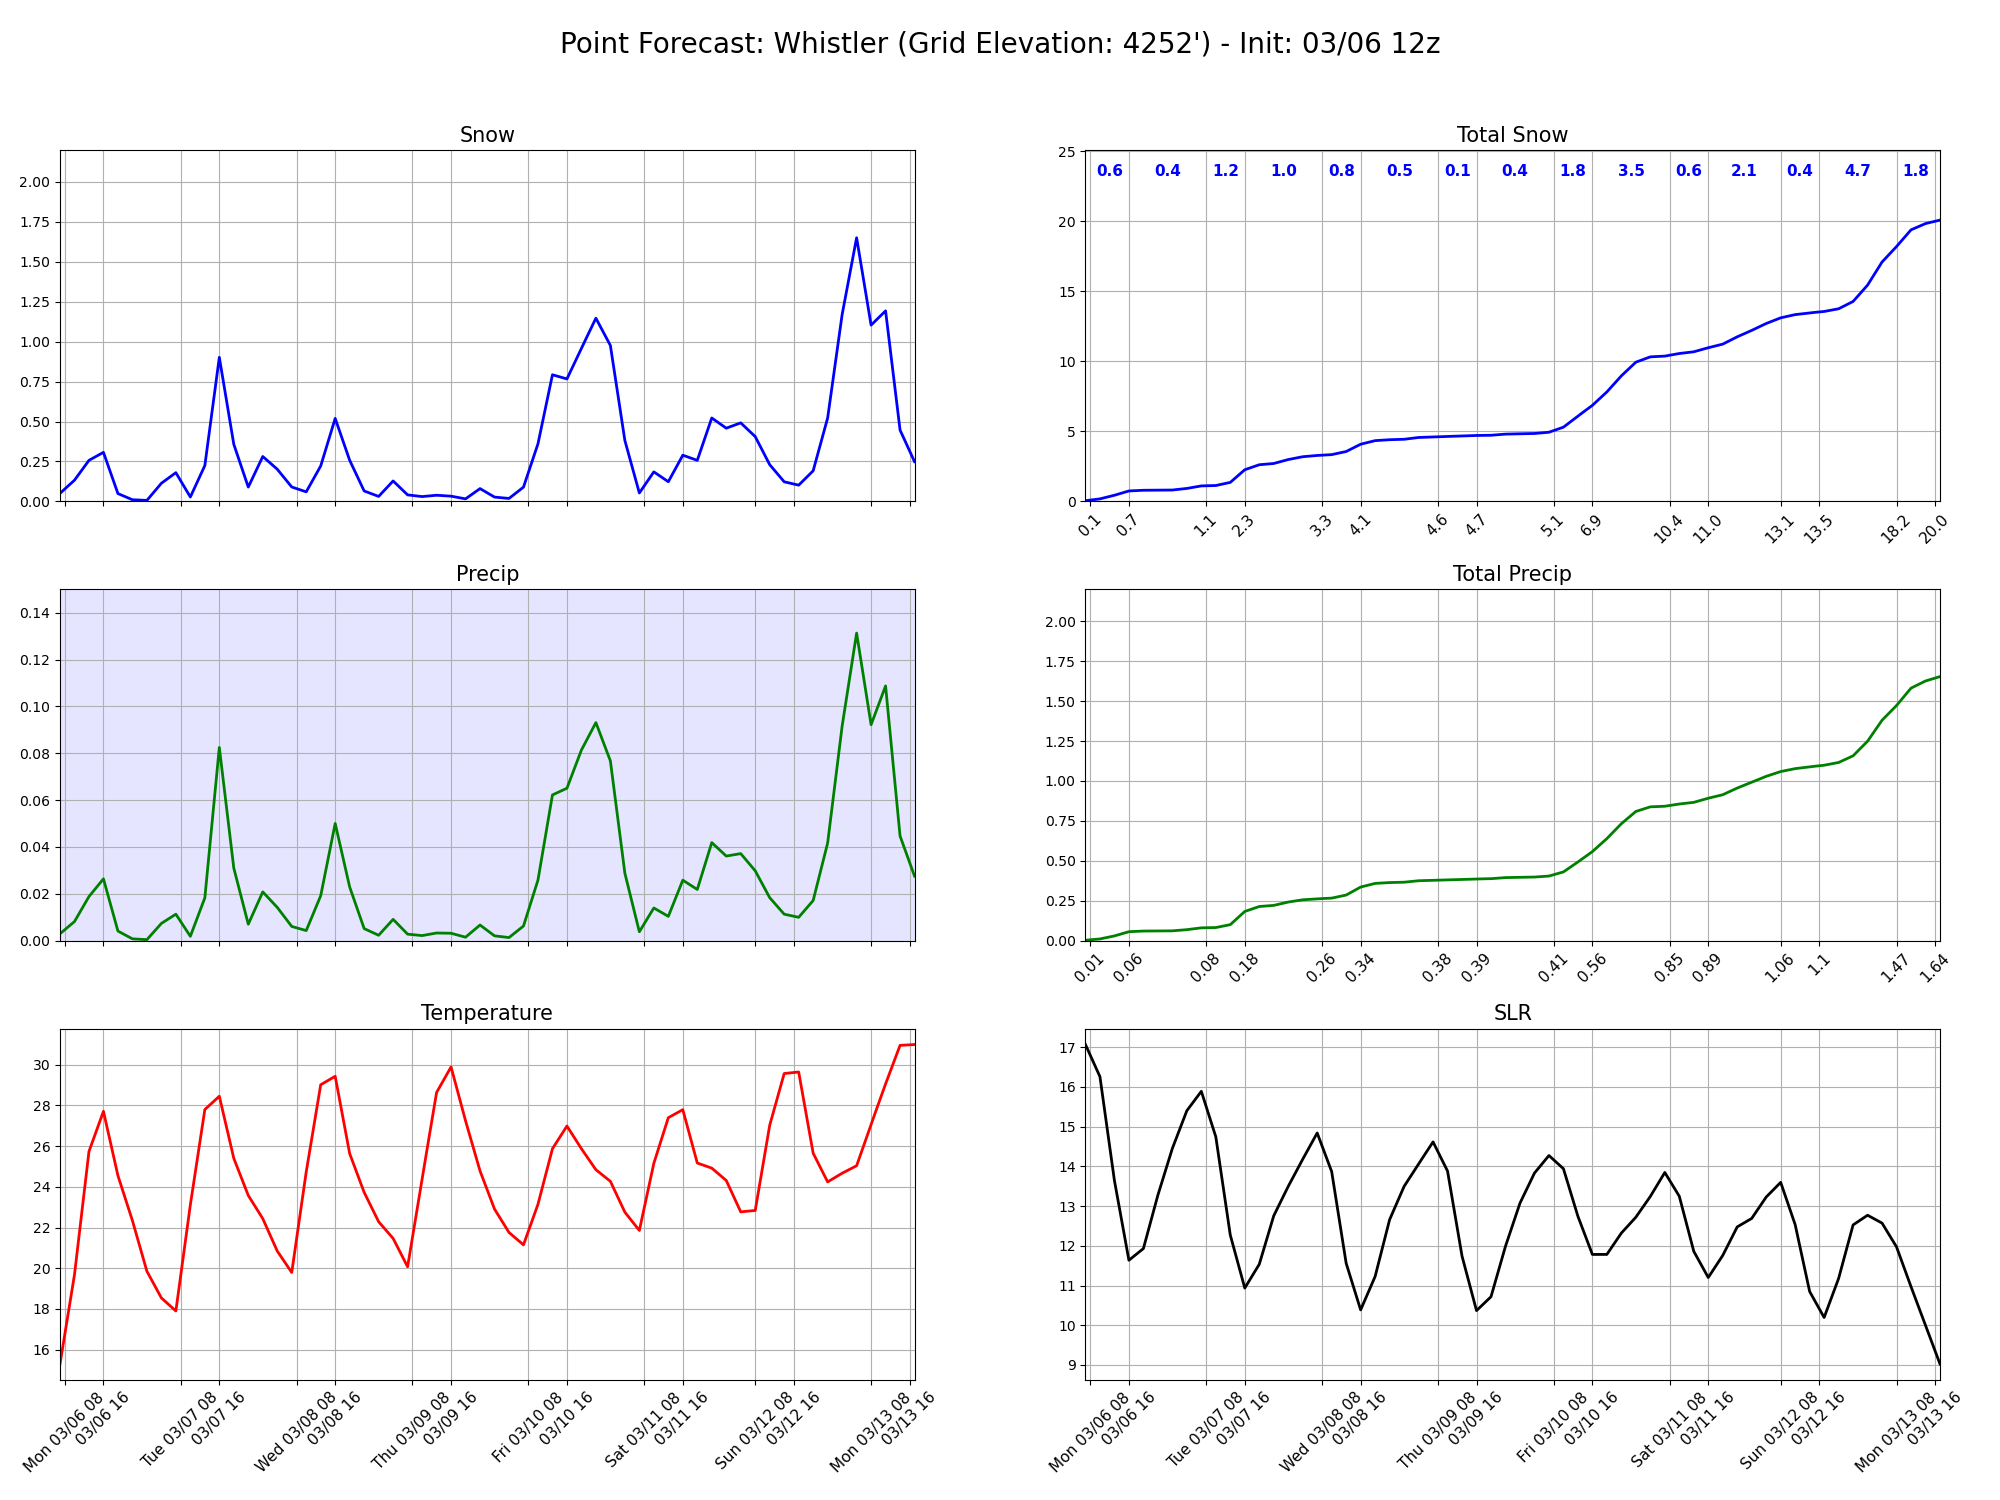 Point Forecast: Whistler (Grid Elevation: 4252') - Init: 03/06 12z
Snow
2.00
1.75
1.50
1.25
1.00
0.75
0.50
0.25
0.00
Total Snow
0.6 0.4 1.2 1.0 0.8 0.5 0.1 0.4 1.8 3.5 0.6 2.1 0.4 4.7 1.8
25
20
15
10
5
0
0.1 0.7 1.1 2.3 3.3 4.1 4.6 4.7 5.1 6.9 10.4 11.0 13.1 13.5 18.2 20.0
Precip
0.14
0.12
0.10
0.08
0.06
0.04
0.02
0.00
Total Precip
2.00
1.75
1.50
1.25
1.00
0.75
0.50
0.25
0.00
0.01 0.06 0.08 0.18 0.26 0.34 0.38 0.39 0.41 0.56 0.85 0.89 1.06 1.1 1.47 1.64
Temperature
30
28
26
24
22
20
18
16
Mon 03/06 08
03/06 16
Tue 03/07 08
03/07 16
Wed 03/08 08
03/08 16
Thu 03/09 08
03/09 16
Fri 03/10 08
03/10 16
Sat 03/11 08
03/11 16
Sun 03/12 08
03/12 16
Mon 03/13 08
03/13 16
SLR
17
16
15
14
13
12
11
10
9
Mon 03/06 08
03/06 16
Tue 03/07 08
03/07 16
Wed 03/08 08
03/08 16
Thu 03/09 08
03/09 16
Fri 03/10 08
03/10 16
Sat 03/11 08
03/11 16
Sun 03/12 08
03/12 16
Mon 03/13 08
03/13 16